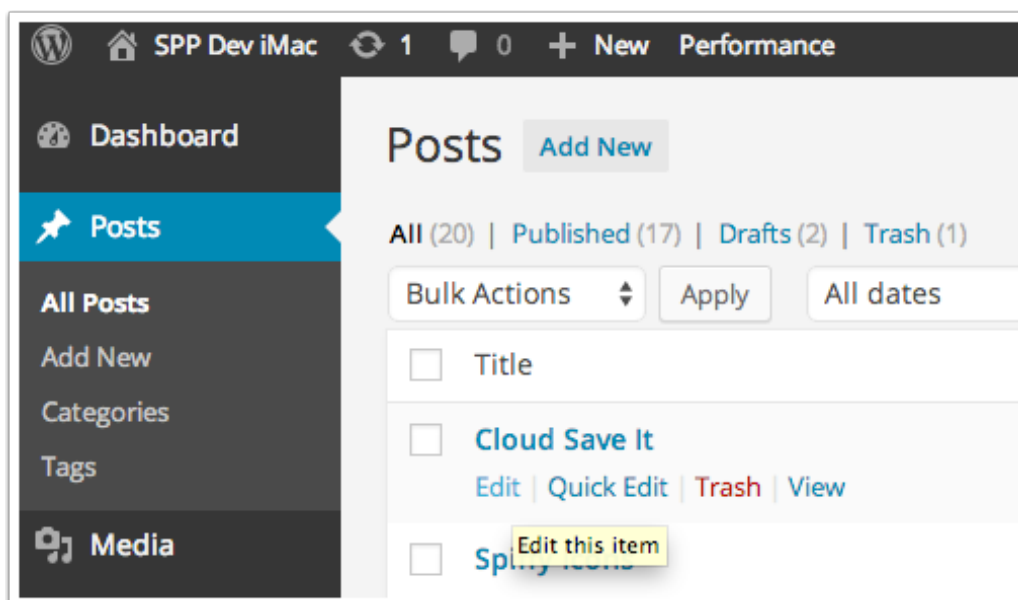 SPP Dev iMac 1 0 + New Performance
Dashboard
Posts
All Posts
Add New
Categories
Tags
Media
Posts Add New
All (20) | Published (17) | Drafts (2) | Trash (1)
Bulk Actions Apply All dates
Title
Cloud Save It
Edit | Quick Edit | Trash | View
Edit this item